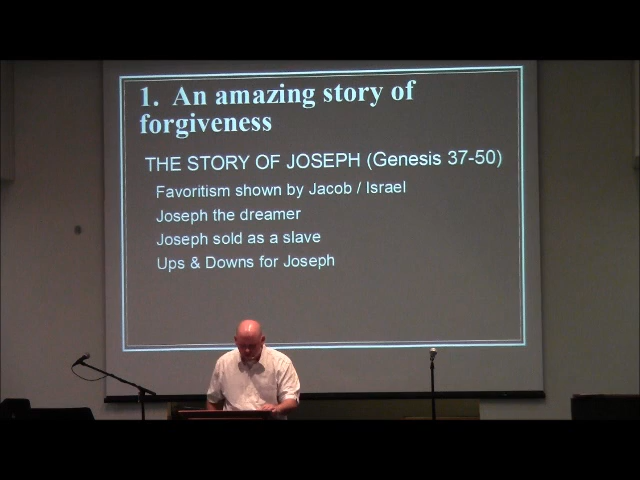 1. An amazing story of
forgiveness
THE STORY OF JOSEPH (Genesis 37-50)
Favoritism shown by Jacob / Israel
Joseph the dreamer
Joseph sold as a slave
Ups & Downs for Joseph